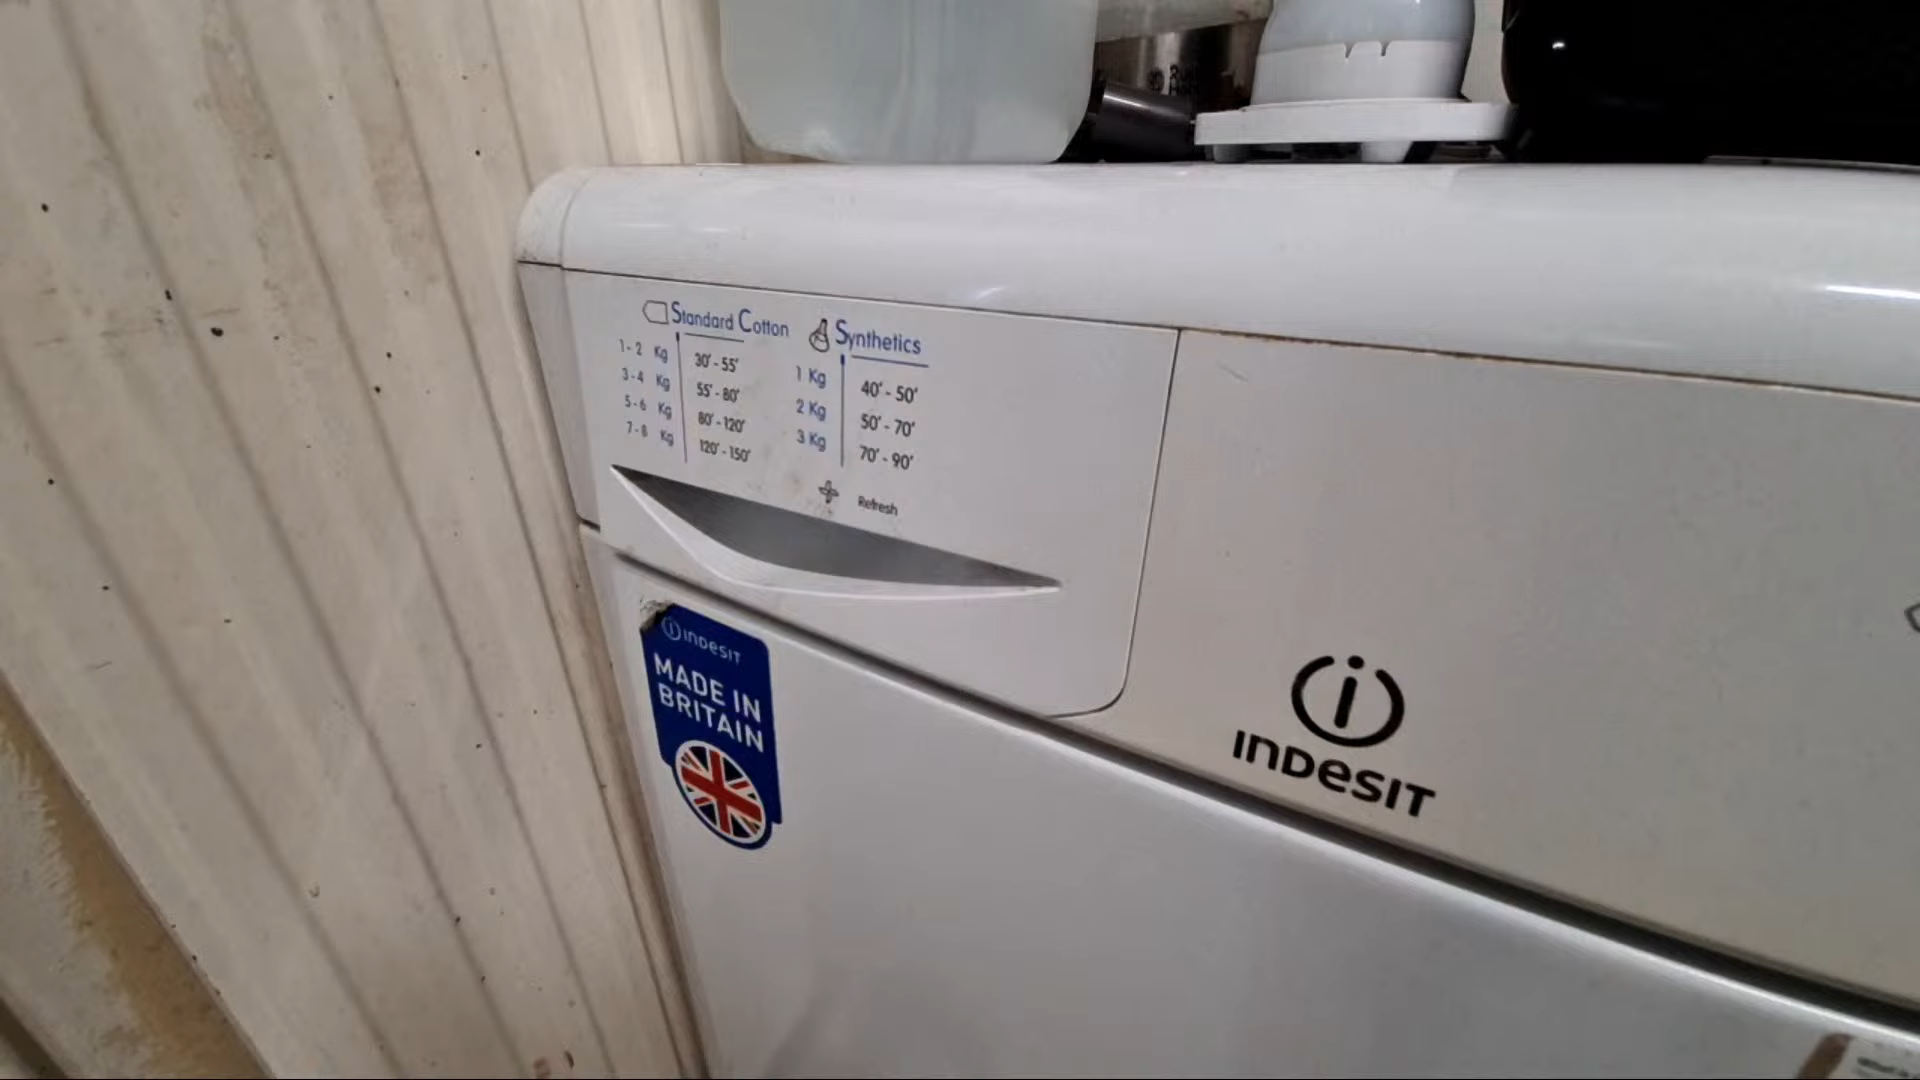 Standard Cotton
1-2 Kg 30'-55'
3-4 Kg 55'-80'
5-6 Kg 80'-120'
7-8 Kg 120'-150'
Synthetics
1 Kg 40'-50'
2 Kg 50'-70'
3 Kg 70'-90'
Refresh
INDESIT
MADE IN
BRITAIN
INDESIT